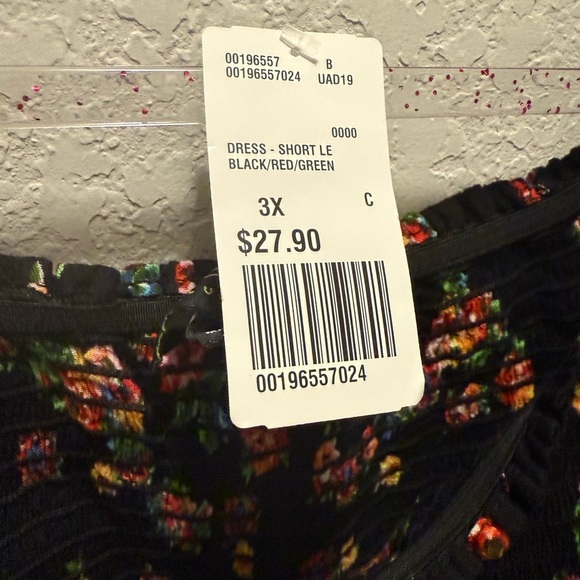 00196557 B
00196557024 UAD19
0000
DRESS - SHORT LE
BLACK/RED/GREEN
3X C
$27.90
00196557024